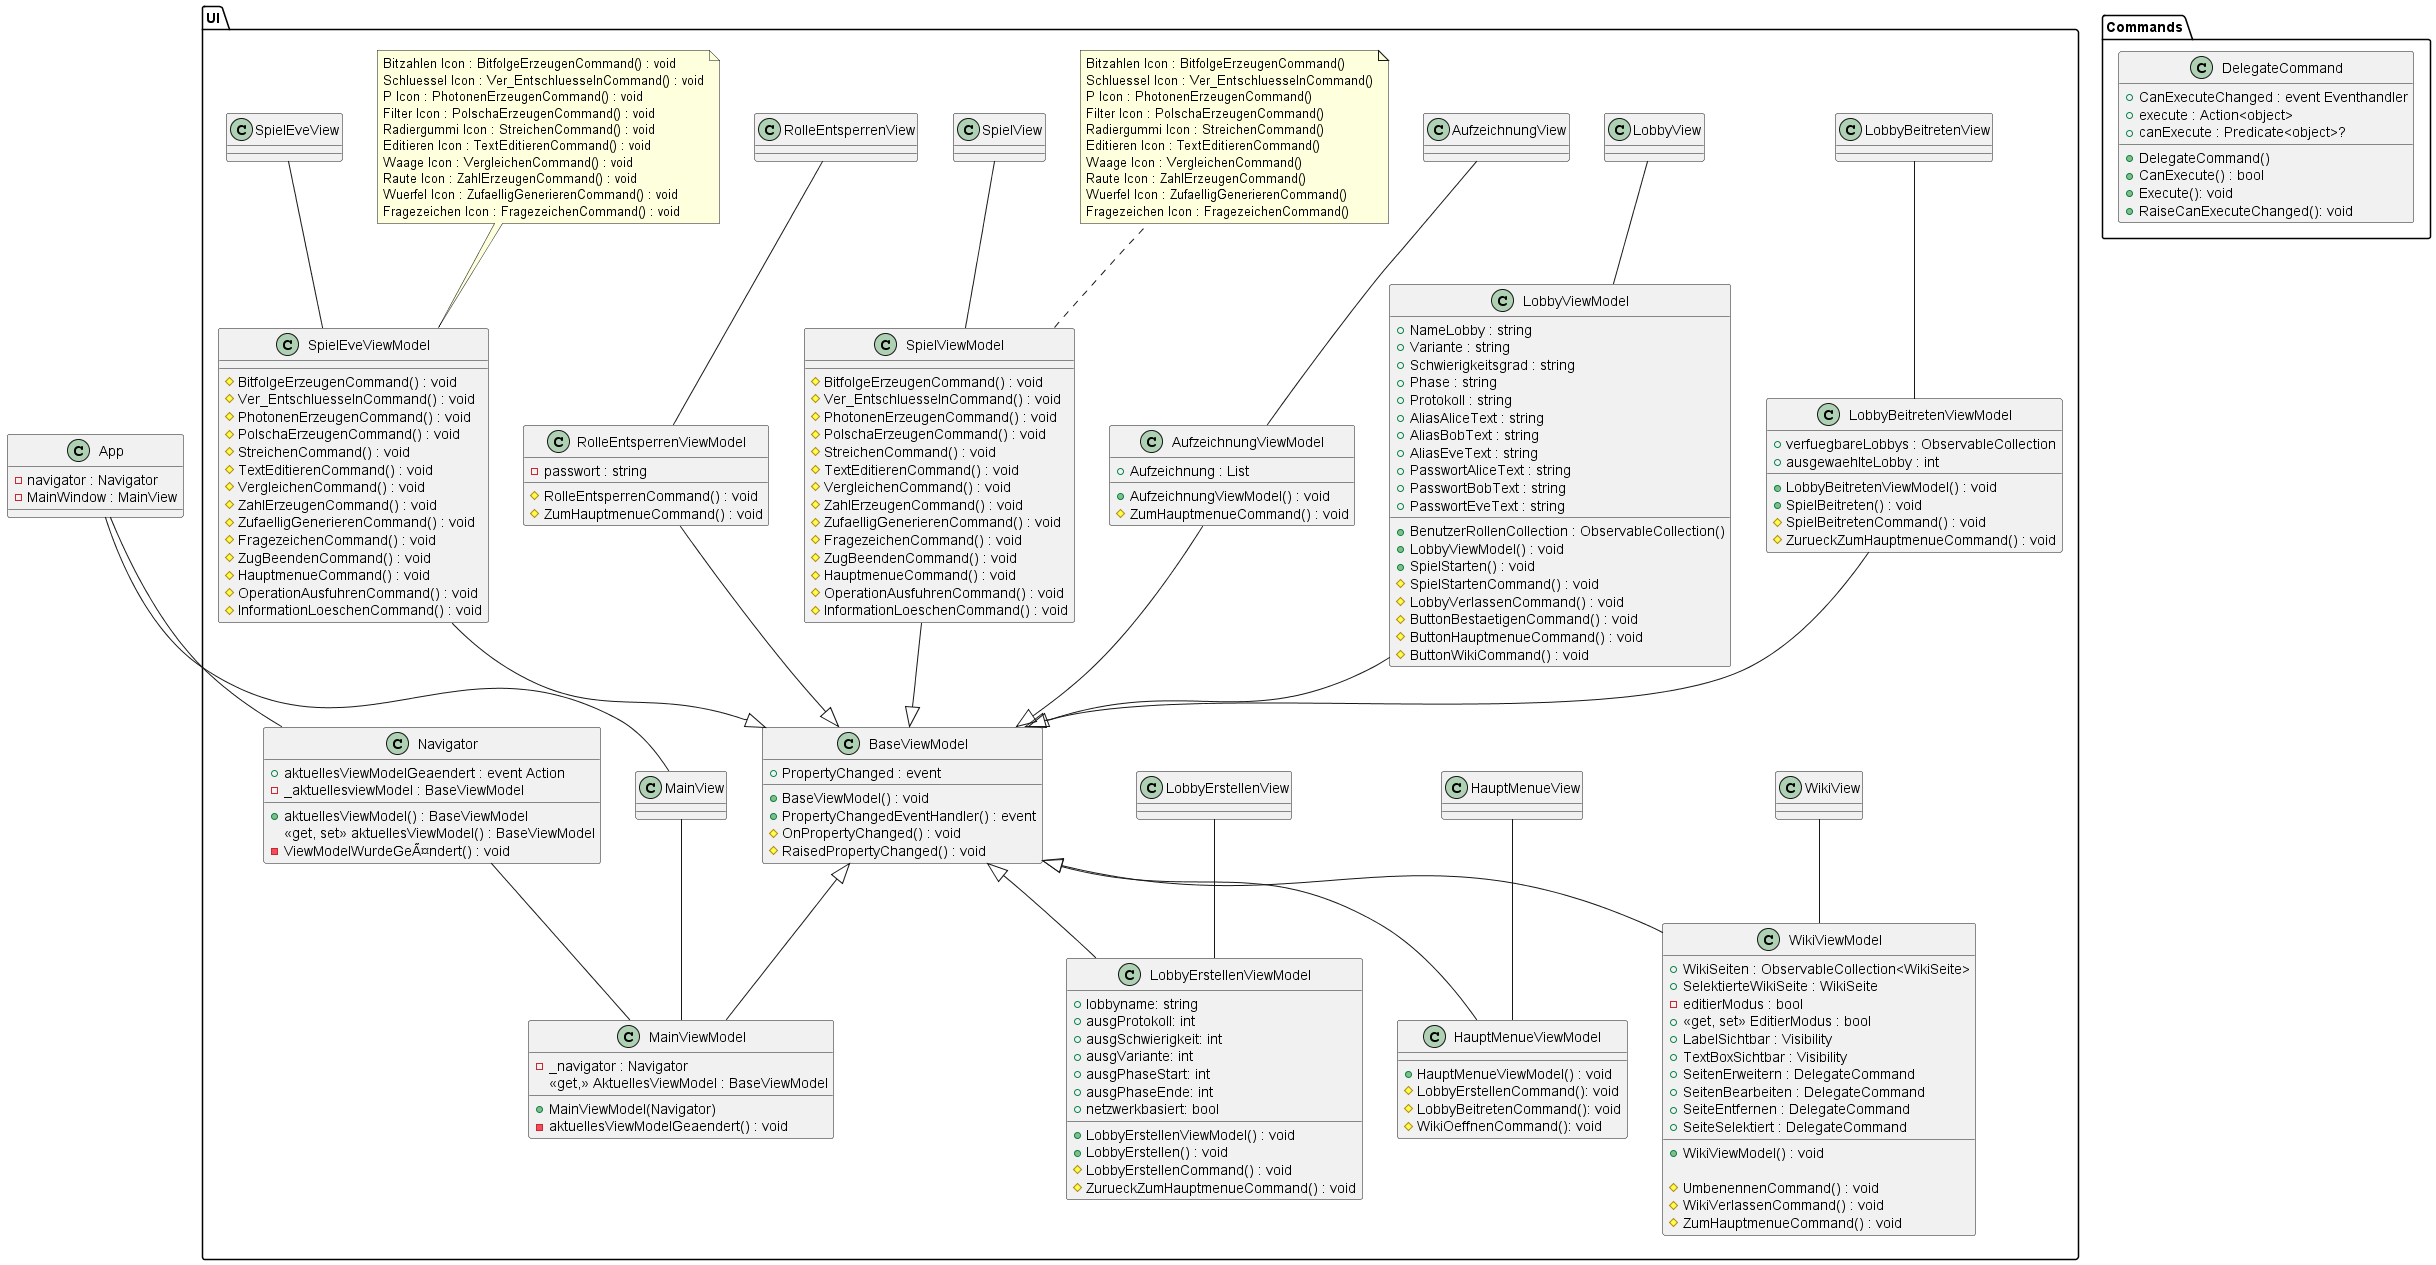 UI
Commands
Bitzahlen Icon : BitfolgeErzeugenCommand() : void
Schluessel Icon : Ver_EntschluesselnCommand() : void
P Icon : PhotonenErzeugenCommand() : void
Filter Icon : PolschaErzeugenCommand() : void
Radiergummi Icon : StreichenCommand() : void
Editieren Icon : TextEditierenCommand() : void
Waage Icon : VergleichenCommand() : void
Raute Icon : ZahlErzeugenCommand() : void
Wuerfel Icon : ZufaelligGenerierenCommand() : void
Fragezeichen Icon : FragezeichenCommand() : void
Bitzahlen Icon : BitfolgeErzeugenCommand()
Schluessel Icon : Ver_EntschluesselnCommand()
P Icon : PhotonenErzeugenCommand()
Filter Icon : PolschaErzeugenCommand()
Radiergummi Icon : StreichenCommand()
Editieren Icon : TextEditierenCommand()
Waage Icon : VergleichenCommand()
Raute Icon : ZahlErzeugenCommand()
Wuerfel Icon : ZufaelligGenerierenCommand()
Fragezeichen Icon : FragezeichenCommand()
C DelegateCommand
CanExecuteChanged : event Eventhandler
execute : Action<object>
canExecute : Predicate<object>?
DelegateCommand()
CanExecute() : bool
Execute(): void
RaiseCanExecuteChanged(): void
C SpielEveView
C RolleEntsperrenView
C SpielView
C AufzeichnungView
C LobbyView
C LobbyBeitretenView
C SpielEveViewModel
BitfolgeErzeugenCommand() : void
Ver_EntschluesselnCommand() : void
PhotonenErzeugenCommand() : void
PolschaErzeugenCommand() : void
StreichenCommand() : void
TextEditierenCommand() : void
VergleichenCommand() : void
ZahlErzeugenCommand() : void
ZufaelligGenerierenCommand() : void
FragezeichenCommand() : void
ZugBeendenCommand() : void
HauptmenueCommand() : void
OperationAusfuhrenCommand() : void
InformationLoeschenCommand() : void
C RolleEntsperrenViewModel
passwort : string
RolleEntsperrenCommand() : void
ZumHauptmenueCommand() : void
C SpielViewModel
BitfolgeErzeugenCommand() : void
Ver_EntschluesselnCommand() : void
PhotonenErzeugenCommand() : void
PolschaErzeugenCommand() : void
StreichenCommand() : void
TextEditierenCommand() : void
VergleichenCommand() : void
ZahlErzeugenCommand() : void
ZufaelligGenerierenCommand() : void
FragezeichenCommand() : void
ZugBeendenCommand() : void
HauptmenueCommand() : void
OperationAusfuhrenCommand() : void
InformationLoeschenCommand() : void
C AufzeichnungViewModel
Aufzeichnung : List
AufzeichnungViewModel() : void
ZumHauptmenueCommand() : void
C LobbyViewModel
NameLobby : string
Variante : string
Schwierigkeitsgrad : string
Phase : string
Protokoll : string
AliasAliceText : string
AliasBobText : string
AliasEveText : string
PasswortAliceText : string
PasswortBobText : string
PasswortEveText : string
BenutzerRollenCollection : ObservableCollection()
LobbyViewModel() : void
SpielStarten() : void
SpielStartenCommand() : void
LobbyVerlassenCommand() : void
ButtonBestaetigenCommand() : void
ButtonHauptmenueCommand() : void
ButtonWikiCommand() : void
C LobbyBeitretenViewModel
verfuegbareLobbys : ObservableCollection
ausgewaehlteLobby : int
LobbyBeitretenViewModel() : void
SpielBeitreten() : void
SpielBeitretenCommand() : void
ZurueckZumHauptmenueCommand() : void
C App
navigator : Navigator
MainWindow : MainView
C Navigator
aktuellesViewModelGeaendert : event Action
_aktuellesviewModel : BaseViewModel
aktuellesViewModel() : BaseViewModel
«get, set» aktuellesViewModel() : BaseViewModel
ViewModelWurdeGeÃ¤ndert() : void
C MainView
C BaseViewModel
PropertyChanged : event
BaseViewModel() : void
PropertyChangedEventHandler() : event
OnPropertyChanged() : void
RaisedPropertyChanged() : void
C LobbyErstellenView
C HauptMenueView
C WikiView
C MainViewModel
_navigator : Navigator
«get,» AktuellesViewModel : BaseViewModel
MainViewModel(Navigator)
aktuellesViewModelGeaendert() : void
C LobbyErstellenViewModel
lobbyname: string
ausgProtokoll: int
ausgSchwierigkeit: int
ausgVariante: int
ausgPhaseStart: int
ausgPhaseEnde: int
netzwerkbasiert: bool
LobbyErstellenViewModel() : void
LobbyErstellen() : void
LobbyErstellenCommand() : void
ZurueckZumHauptmenueCommand() : void
C HauptMenueViewModel
HauptMenueViewModel() : void
LobbyErstellenCommand(): void
LobbyBeitretenCommand(): void
WikiOeffnenCommand(): void
C WikiViewModel
WikiSeiten : ObservableCollection<WikiSeite>
SelektierteWikiSeite : WikiSeite
editierModus : bool
«get, set» EditierModus : bool
LabelSichtbar : Visibility
TextBoxSichtbar : Visibility
SeitenErweitern : DelegateCommand
SeitenBearbeiten : DelegateCommand
SeiteEntfernen : DelegateCommand
SeiteSelektiert : DelegateCommand
WikiViewModel() : void
UmbenennenCommand() : void
WikiVerlassenCommand() : void
ZumHauptmenueCommand() : void